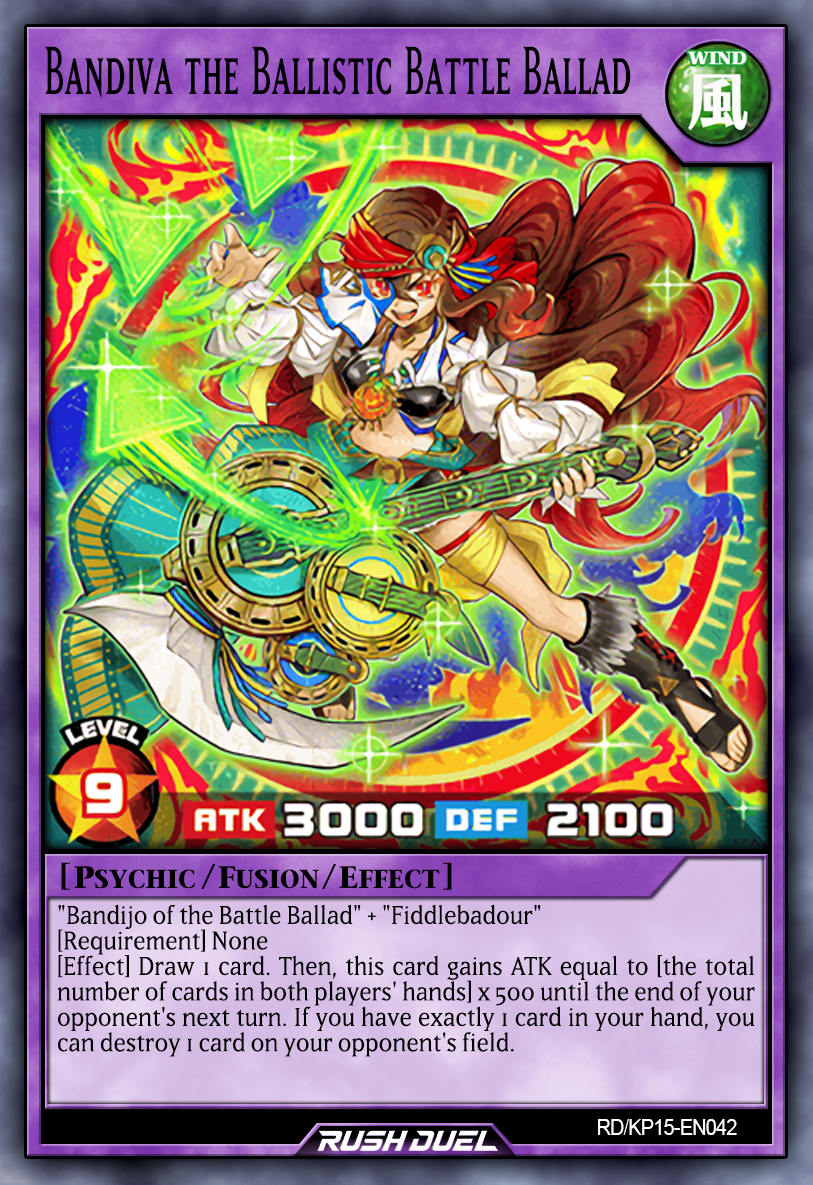 Bandiva the Ballistic Battle Ballad
WIND
風
LEVEL
9
ATK 3000 DEF 2100
[Psychic/Fusion/Effect]
"Bandijo of the Battle Ballad" + "Fiddlebadour"
[Requirement] None
[Effect] Draw 1 card. Then, this card gains ATK equal to [the total
number of cards in both players' hands] x 500 until the end of your
opponent's next turn. If you have exactly 1 card in your hand, you
can destroy 1 card on your opponent's field.
RD/KP15-EN042
RUSH DUEL